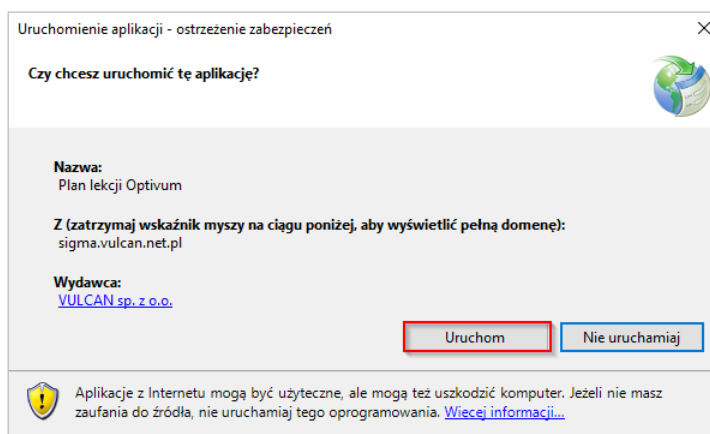 Uruchomienie aplikacji - ostrzeżenie zabezpieczeń
Czy chcesz uruchomić tę aplikację?
Nazwa:
Plan lekcji Optivum
Z (zatrzymaj wskaźnik myszy na ciągu poniżej, aby wyświetlić pełną domenę):
sigma.vulcan.net.pl
Wydawca:
VULCAN sp. z o.o.
Uruchom
Nie uruchamiaj
Aplikacje z Internetu mogą być użyteczne, ale mogą też uszkodzić komputer. Jeżeli nie masz
zaufania do źródła, nie uruchamiaj tego oprogramowania. Więcej informacji...